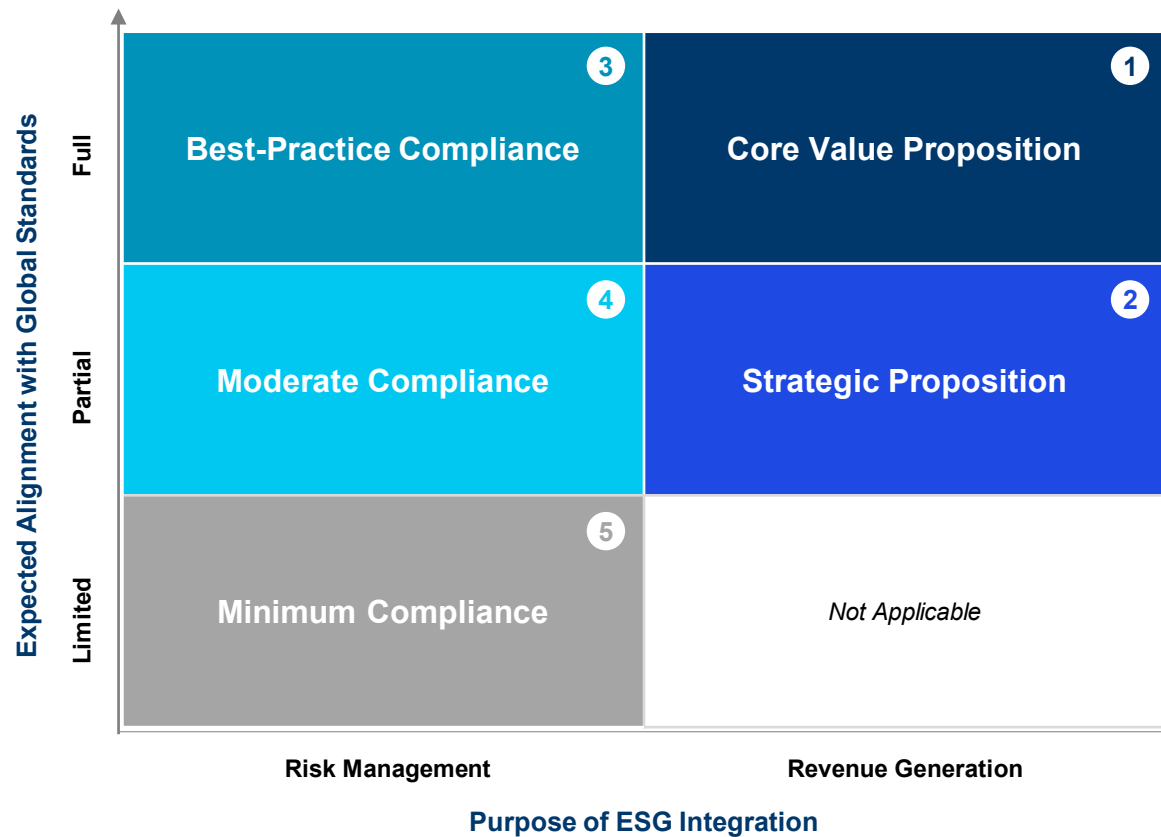 Expected Alignment with Global Standards
Full
3
Best-Practice Compliance
1
Core Value Proposition
Partial
4
Moderate Compliance
2
Strategic Proposition
Limited
5
Minimum Compliance
Not Applicable
Risk Management
Revenue Generation
Purpose of ESG Integration